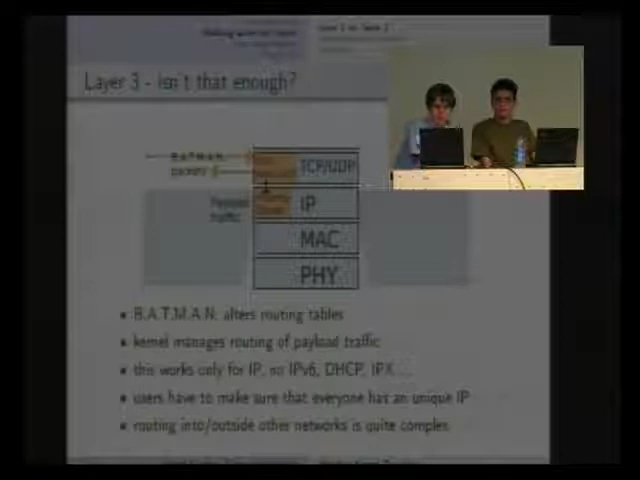 Layer 3 - isn't that enough?
B.A.T.M.A.N.
TCP/UDP
Payload
traffic
IP
MAC
PHY
B.A.T.M.A.N. alters routing tables
kernel manages routing of payload traffic
this works only for IP, no IPv6, DHCP, IPX...
users have to make sure that everyone has an unique IP
routing into/outside other networks is quite complex